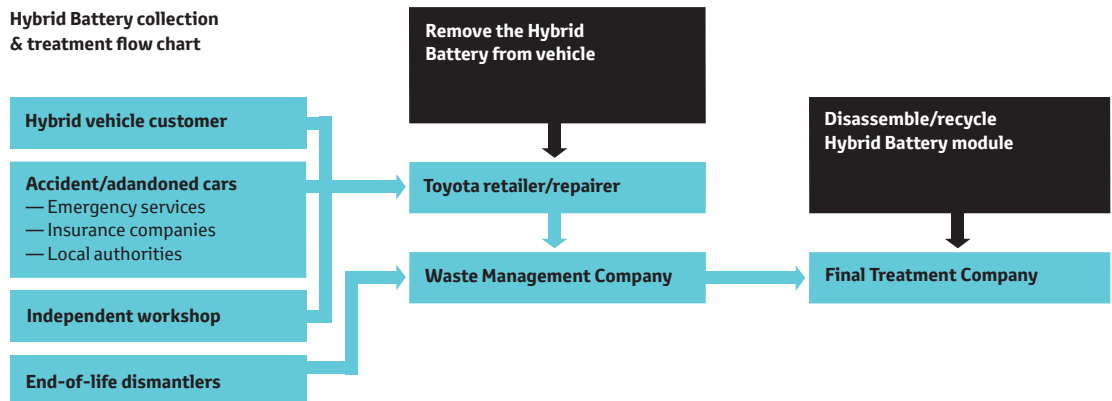 Hybrid Battery collection
& treatment flow chart
Remove the Hybrid
Battery from vehicle
Disassemble/recycle
Hybrid Battery module
Hybrid vehicle customer
Accident/adandoned cars
— Emergency services
— Insurance companies
— Local authorities
Independent workshop
End-of-life dismantlers
Toyota retailer/repairer
Waste Management Company
Final Treatment Company